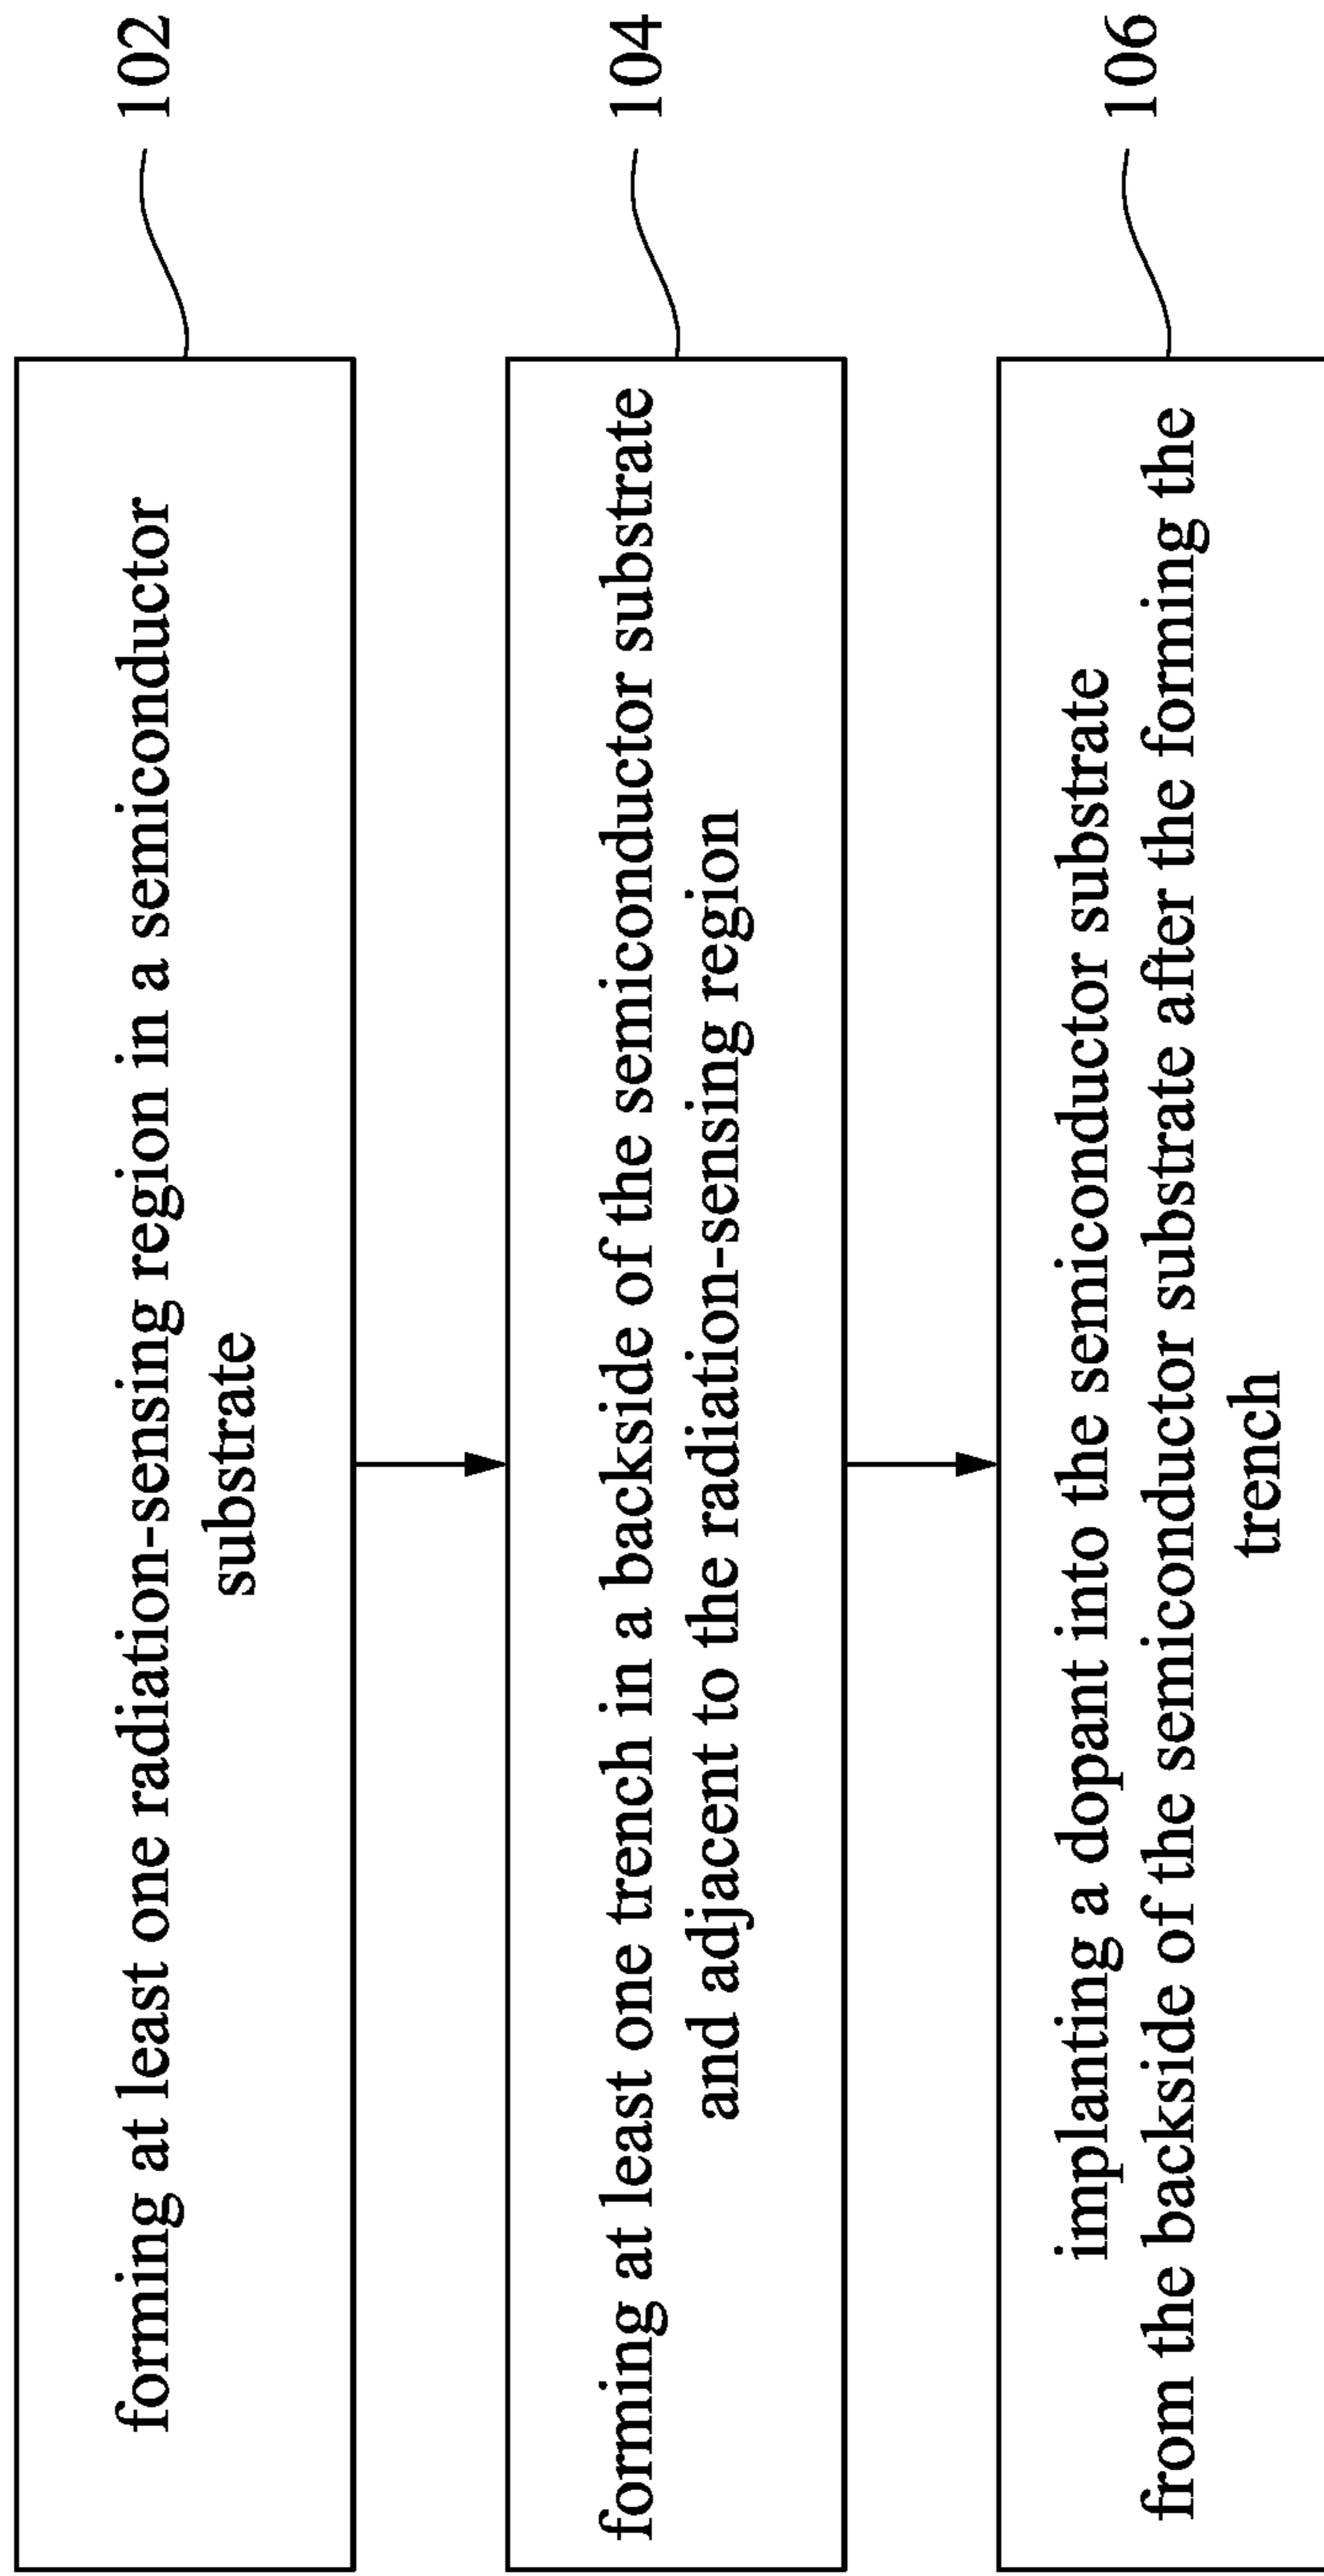 forming at least one radiation-sensing region in a semiconductor
substrate
102
forming at least one trench in a backside of the semiconductor substrate
and adjacent to the radiation-sensing region
104
implanting a dopant into the semiconductor substrate
from the backside of the semiconductor substrate after the forming the
trench
106